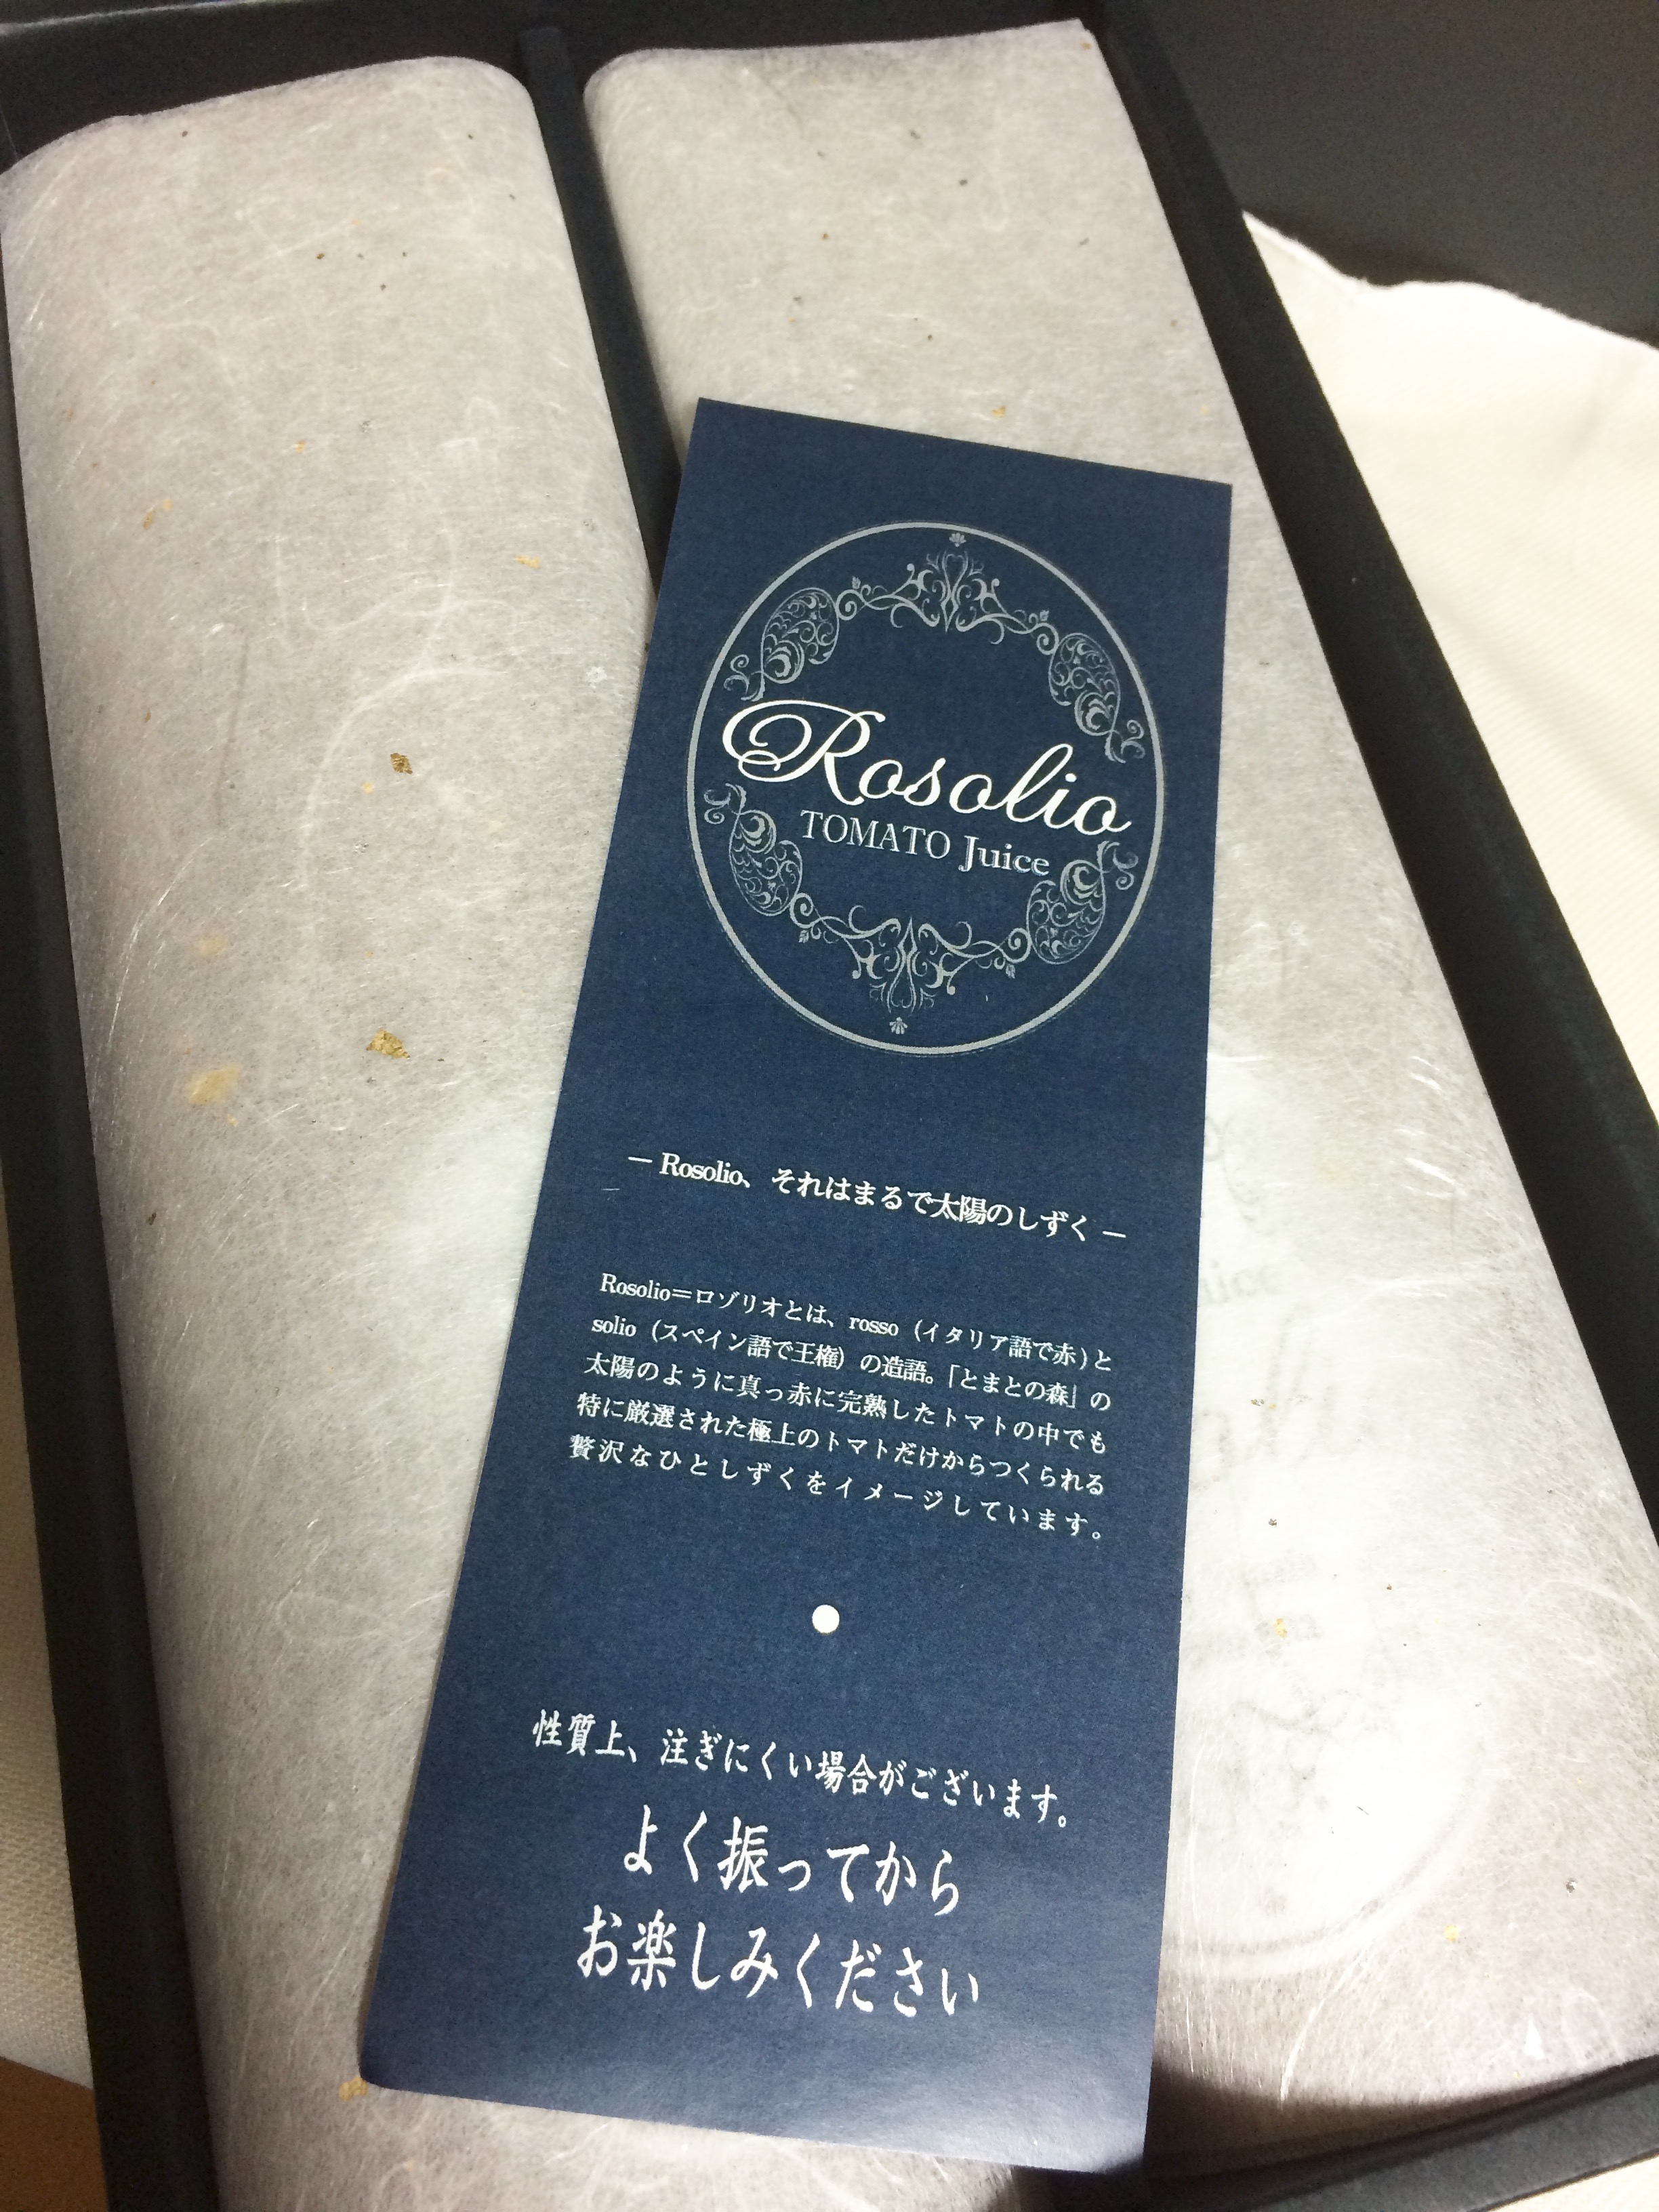 Rosolio
TOMATO Juice
― Rosolio、それはまるで太陽のしずく ―
Rosolio＝ロゾリオとは、rosso（イタリア語で赤）と
solio（スペイン語で王権）の造語。「とまとの森」の
太陽のように真っ赤に完熟したトマトの中でも
特に厳選された極上のトマトだけからつくられる
贅沢なひとしずくをイメージしています。
性質上、注ぎにくい場合がございます。
よく振ってから
お楽しみください